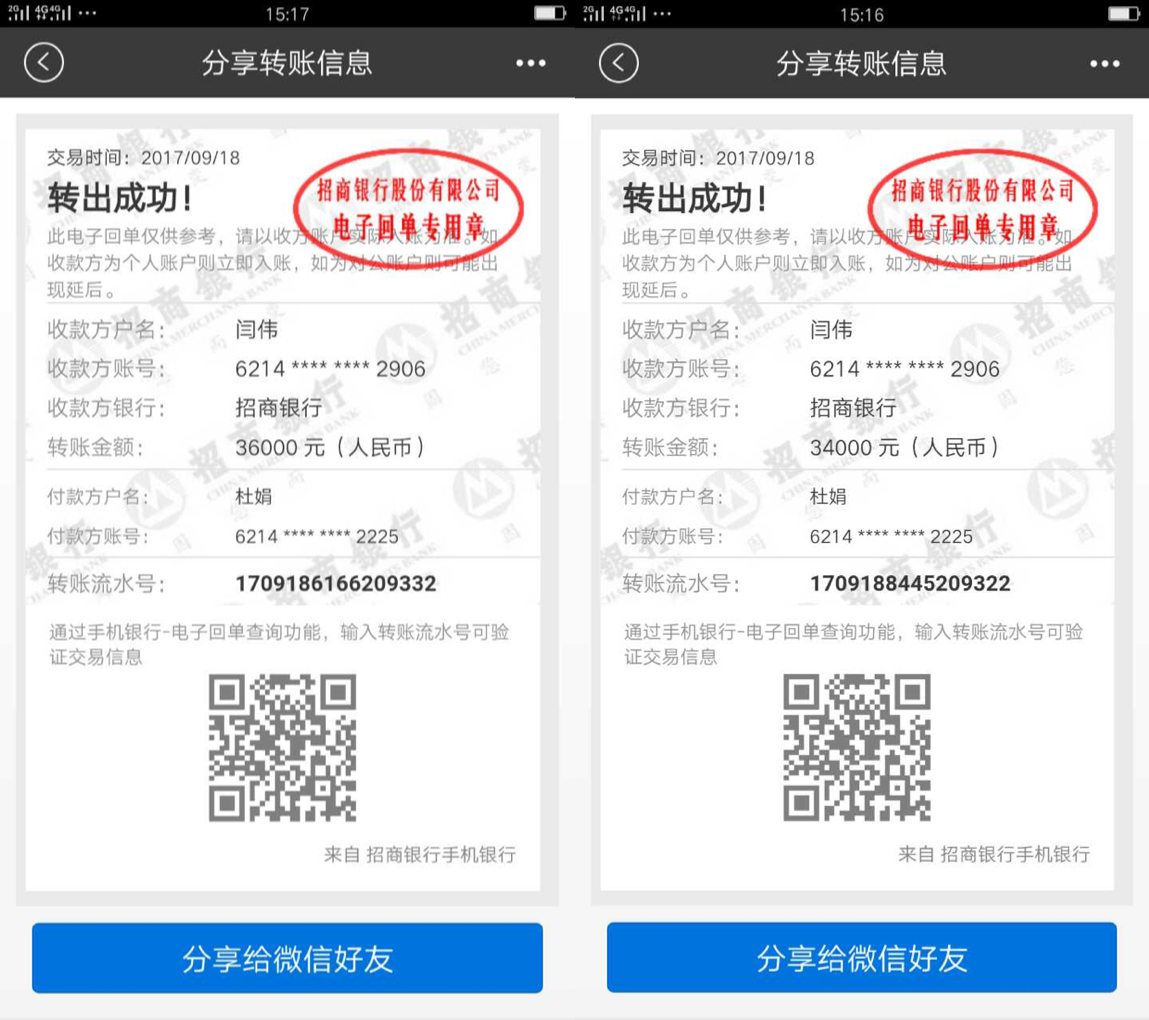 15:17
分享转账信息
交易时间：2017/09/18
转出成功！
招商银行股份有限公司
电子回单专用章
此电子回单仅供参考，请以收方账户实际入账为准。如
收款方为个人账户则立即入账，如为对公账户则可能出
现延后。
收款方户名： 闫伟
收款方账号： 6214 **** **** 2906
收款方银行： 招商银行
转账金额： 36000 元（人民币）
付款方户名： 杜娟
付款方账号： 6214 **** **** 2225
转账流水号： 1709186166209332
通过手机银行-电子回单查询功能，输入转账流水号可验
证交易信息
来自 招商银行手机银行
分享给微信好友
15:16
分享转账信息
交易时间：2017/09/18
转出成功！
招商银行股份有限公司
电子回单专用章
此电子回单仅供参考，请以收方账户实际入账为准。如
收款方为个人账户则立即入账，如为对公账户则可能出
现延后。
收款方户名： 闫伟
收款方账号： 6214 **** **** 2906
收款方银行： 招商银行
转账金额： 34000 元（人民币）
付款方户名： 杜娟
付款方账号： 6214 **** **** 2225
转账流水号： 1709188445209322
通过手机银行-电子回单查询功能，输入转账流水号可验
证交易信息
来自 招商银行手机银行
分享给微信好友